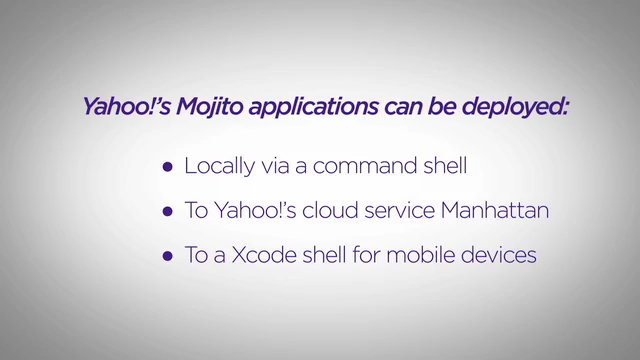 Yahoo!’s Mojito applications can be deployed:
● Locally via a command shell
● To Yahoo!’s cloud service Manhattan
● To a Xcode shell for mobile devices